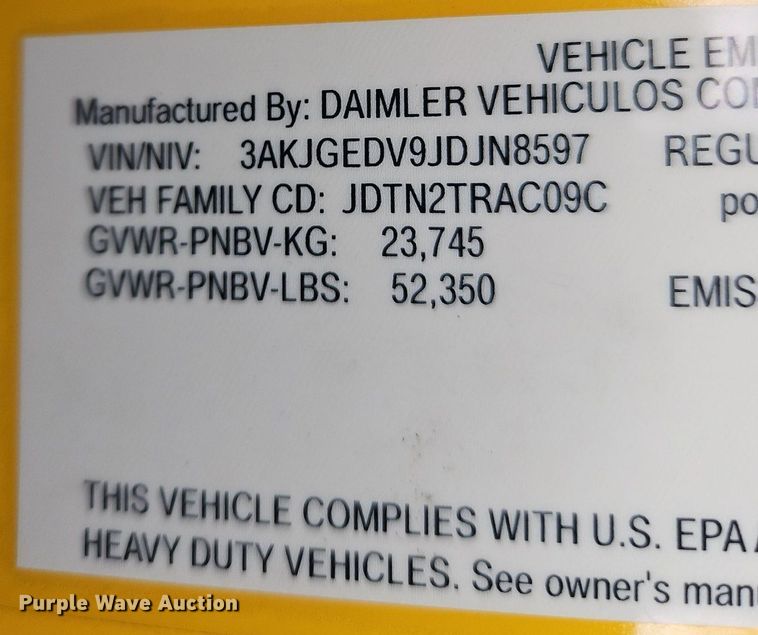 VEHICLE EM
Manufactured By: DAIMLER VEHICULOS CO
VIN/NIV: 3AKJGEDV9JDJN8597 REGU
VEH FAMILY CD: JDTN2TRAC09C po
GVWR-PNBV-KG: 23,745
GVWR-PNBV-LBS: 52,350 EMIS
THIS VEHICLE COMPLIES WITH U.S. EPA
HEAVY DUTY VEHICLES. See owner's man
Purple Wave Auction